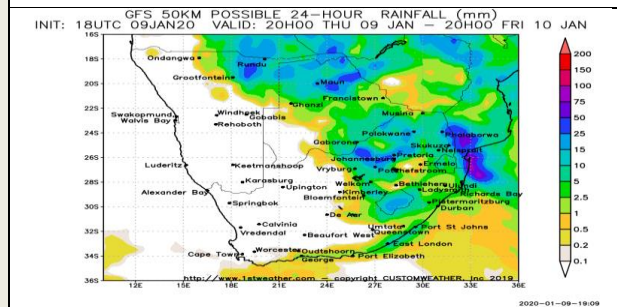 GFS 50KM POSSIBLE 24-HOUR RAINFALL (mm)
INIT: 18UTC 09JAN20 VALID: 20H00 THU 09 JAN - 20H00 FRI 10 JAN
16S
Ondangwa
Rundu
18S
Grootfontein
Maun
20S
Ghanzi
Francistown
22S
Swakopmund
Walvis Bay
Windhoek
Gobabis
Rehoboth
Musina
24S
Polokwane
Phalaborwa
Gaborone
Skukuza
Nelspruit
26S
Pretoria
Johannesburg
Luderitz
Keetmanshoop
Vryburg
Potchefstroom
Ermelo
28S
Karasburg
Upington
Welkom
Bethlehem
Ulundi
Alexander Bay
Kimberley
Ladysmith
Richards Bay
Bloemfontein
30S
Springbok
Pietermaritzburg
Durban
De Aar
32S
Calvinia
Vredendal
Beaufort West
Umtata
Port St Johns
Queenstown
East London
34S
Cape Town
Worcester
Oudtshoorn
George
Port Elizabeth
http://www.1stweather.com - copyright CUSTOMWEATHER, Inc 2019
36S
12E 15E 18E 21E 24E 27E 30E 33E 36E
200
150
100
75
50
25
15
10
5
2.5
1
0.5
0.2
0.1
2020-01-09-19:09